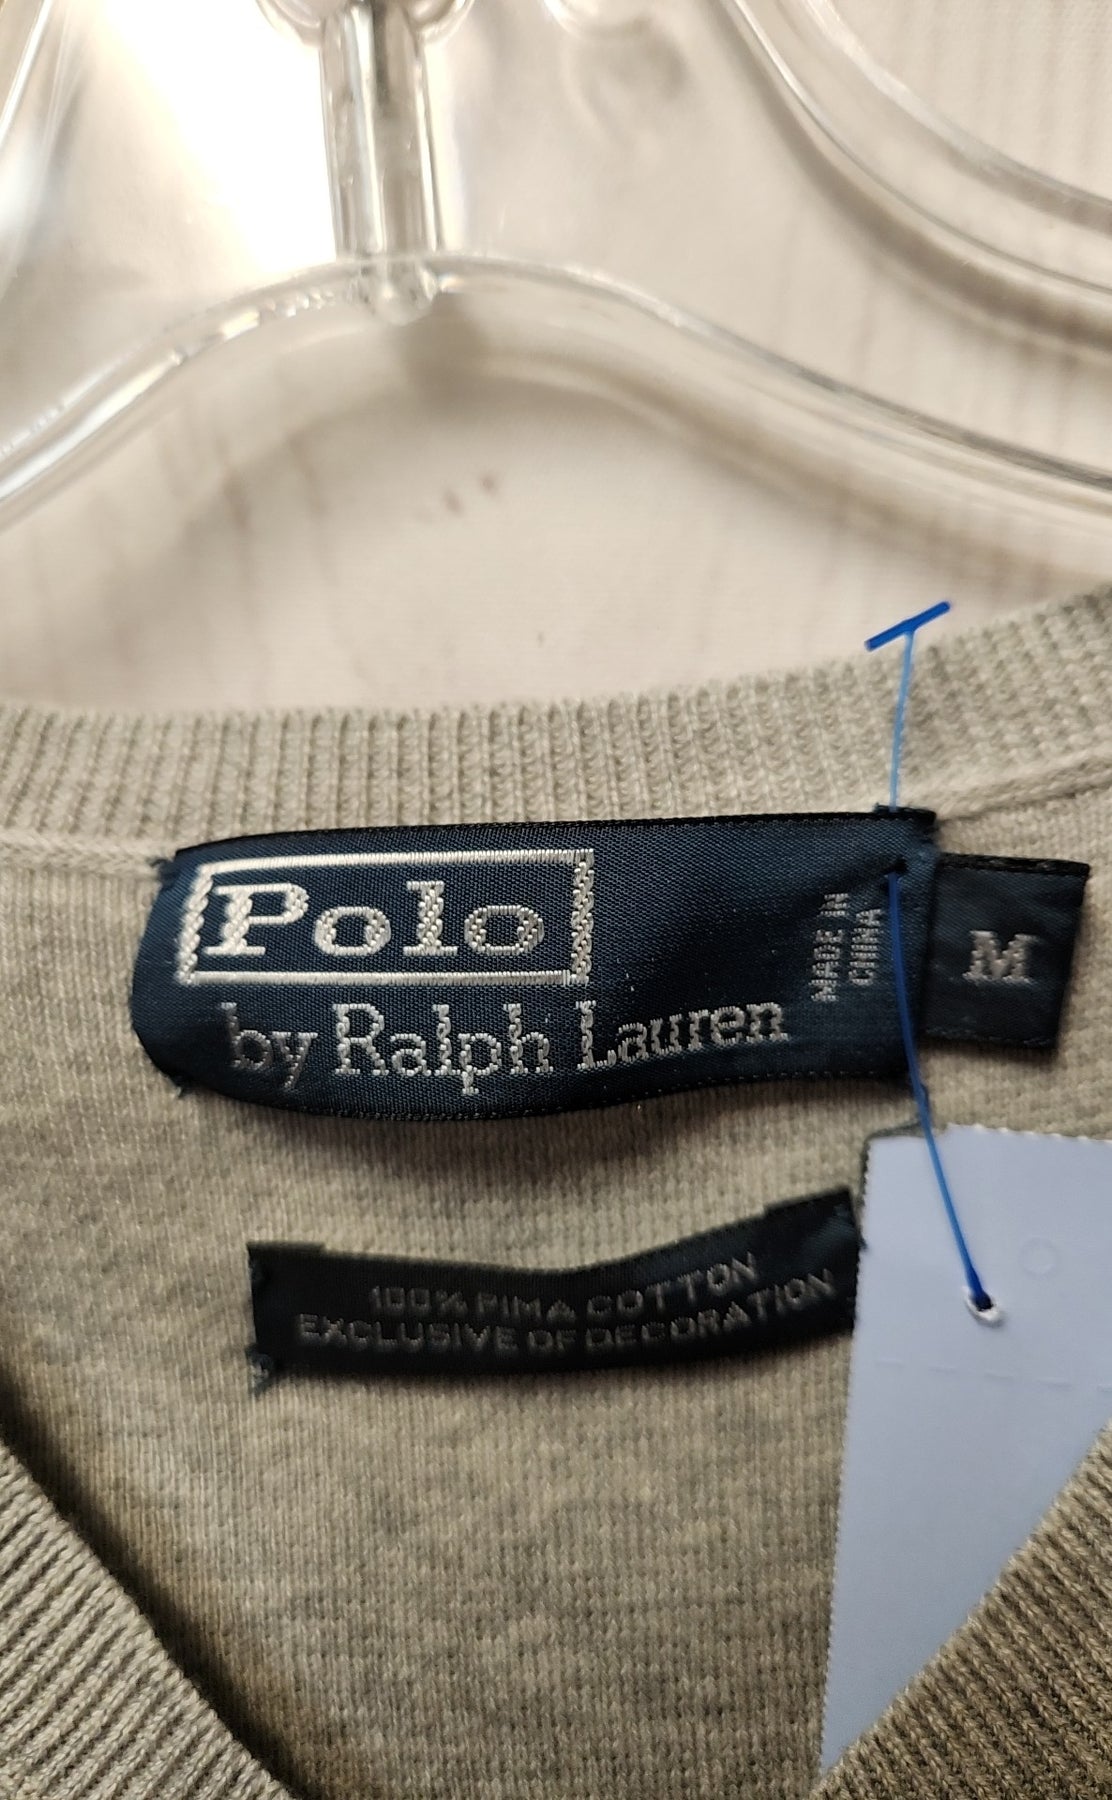 Polo
by Ralph Lauren
MADE IN
CHINA
M
100% PIMA COTTON
EXCLUSIVE OF DECORATION